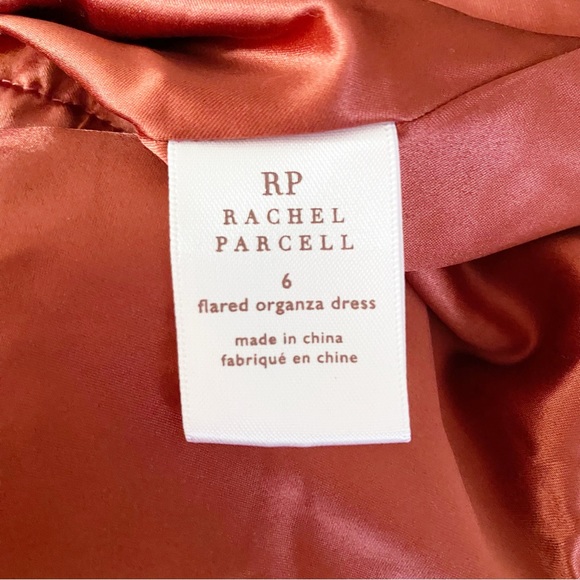 RP
RACHEL
PARCELL
6
flared organza dress
made in china
fabriqué en chine